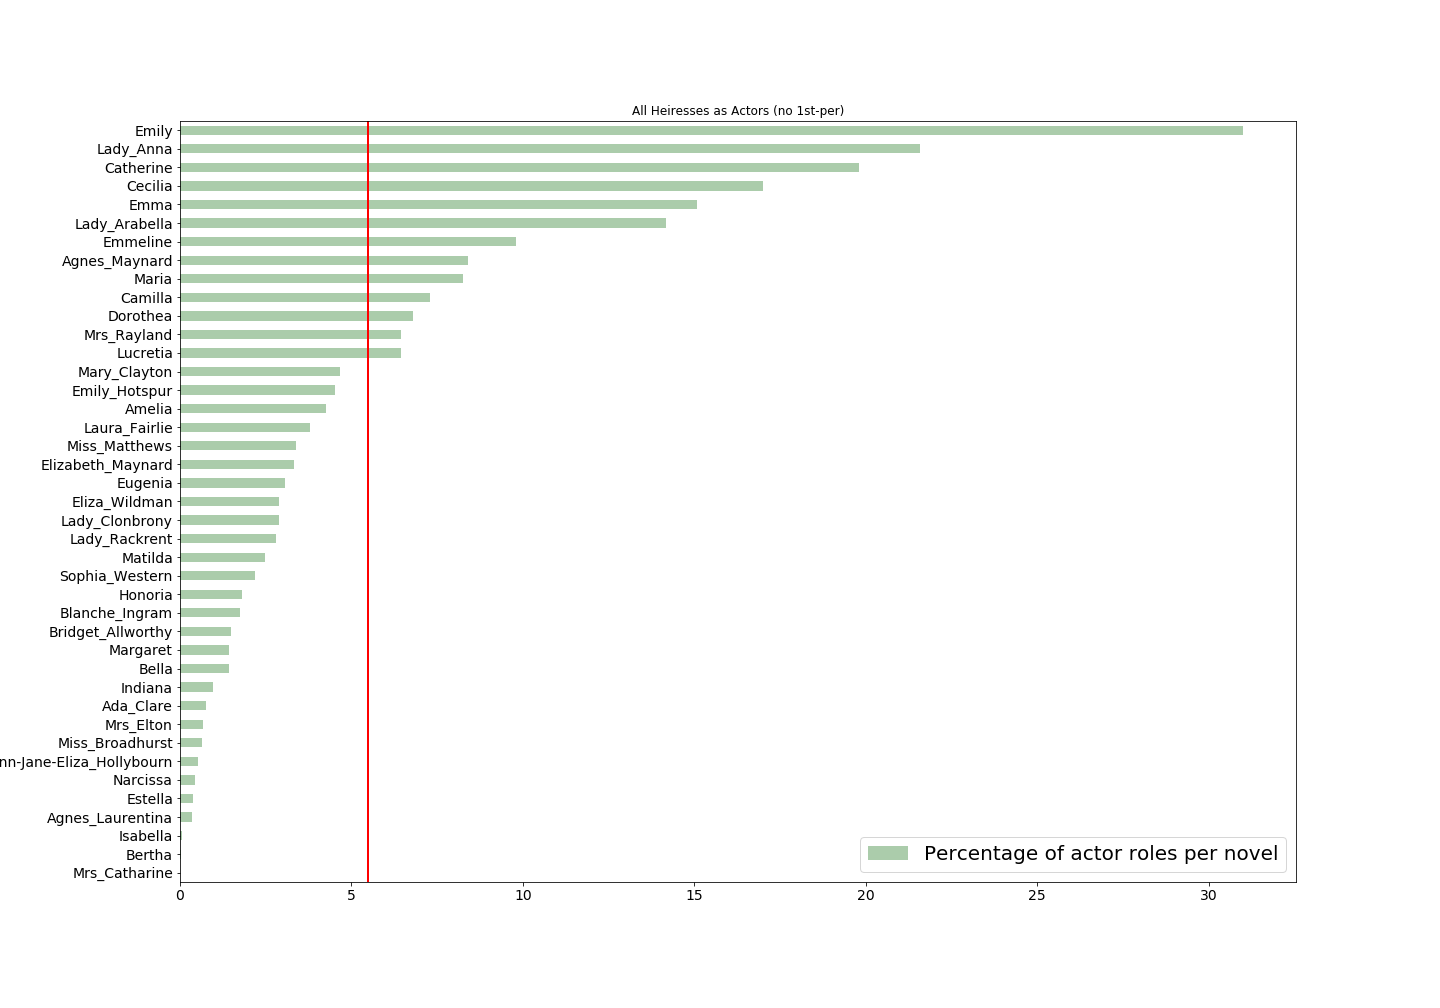 All Heiresses as Actors (no 1st-per)
Emily
Lady_Anna
Catherine
Cecilia
Emma
Lady_Arabella
Emmeline
Agnes_Maynard
Maria
Camilla
Dorothea
Mrs_Rayland
Lucretia
Mary_Clayton
Emily_Hotspur
Amelia
Laura_Fairlie
Miss_Matthews
Elizabeth_Maynard
Eugenia
Eliza_Wildman
Lady_Clonbrony
Lady_Rackrent
Matilda
Sophia_Western
Honoria
Blanche_Ingram
Bridget_Allworthy
Margaret
Bella
Indiana
Ada_Clare
Mrs_Elton
Miss_Broadhurst
nn-Jane-Eliza_Hollybourn
Narcissa
Estella
Agnes_Laurentina
Isabella
Bertha
Mrs_Catharine
Percentage of actor roles per novel
0 5 10 15 20 25 30